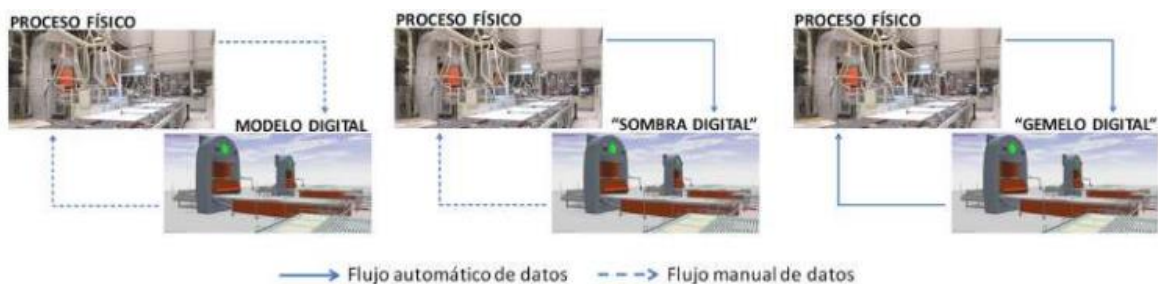 PROCESO FÍSICO
MODELO DIGITAL
PROCESO FÍSICO
“SOMBRA DIGITAL”
PROCESO FÍSICO
“GEMELO DIGITAL”
Flujo automático de datos
Flujo manual de datos